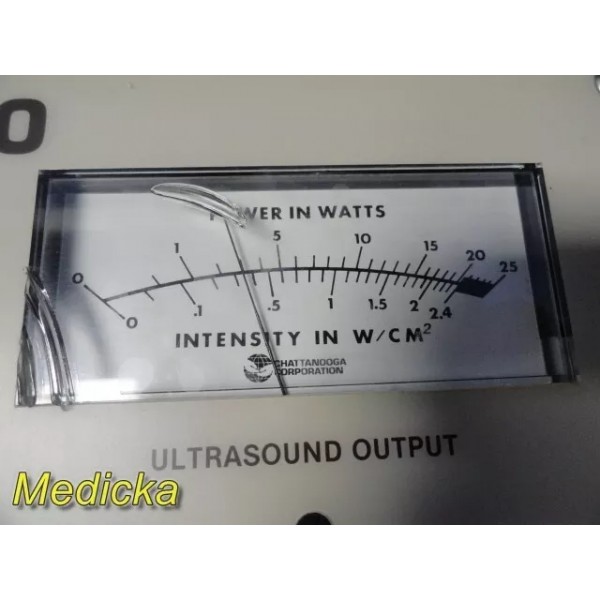 O
POWER IN WATTS
0 1 5 10 15 20 25
0 .1 .5 1 1.5 2 2.4
INTENSITY IN W/CM²
CHATTANOOGA
CORPORATION
ULTRASOUND OUTPUT
Medicka